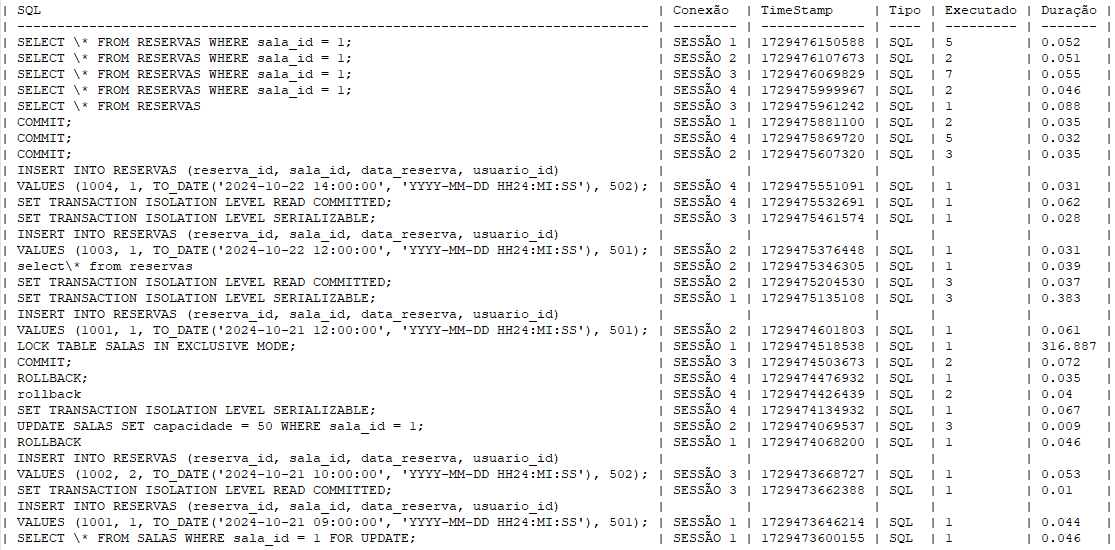 | SQL | Conexão | TimeStamp | Tipo | Executado | Duração |
| ------------------------------------------------------------------------------- | -------- | ------------- | ---- | --------- | ------- |
| SELECT \* FROM RESERVAS WHERE sala_id = 1; | SESSÃO 1 | 1729476150588 | SQL | 5 | 0.052 |
| SELECT \* FROM RESERVAS WHERE sala_id = 1; | SESSÃO 2 | 1729476107673 | SQL | 2 | 0.051 |
| SELECT \* FROM RESERVAS WHERE sala_id = 1; | SESSÃO 3 | 1729476069829 | SQL | 7 | 0.055 |
| SELECT \* FROM RESERVAS WHERE sala_id = 1; | SESSÃO 4 | 1729475999967 | SQL | 2 | 0.046 |
| SELECT \* FROM RESERVAS | SESSÃO 3 | 1729475961242 | SQL | 1 | 0.088 |
| COMMIT; | SESSÃO 1 | 1729475881100 | SQL | 2 | 0.035 |
| COMMIT; | SESSÃO 4 | 1729475869720 | SQL | 5 | 0.032 |
| COMMIT; | SESSÃO 2 | 1729475607320 | SQL | 3 | 0.035 |
| INSERT INTO RESERVAS (reserva_id, sala_id, data_reserva, usuario_id)
| VALUES (1004, 1, TO_DATE('2024-10-22 14:00:00', 'YYYY-MM-DD HH24:MI:SS'), 502); | SESSÃO 4 | 1729475551091 | SQL | 1 | 0.031 |
| SET TRANSACTION ISOLATION LEVEL READ COMMITTED; | SESSÃO 4 | 1729475532691 | SQL | 1 | 0.062 |
| SET TRANSACTION ISOLATION LEVEL SERIALIZABLE; | SESSÃO 3 | 1729475461574 | SQL | 1 | 0.028 |
| INSERT INTO RESERVAS (reserva_id, sala_id, data_reserva, usuario_id)
| VALUES (1003, 1, TO_DATE('2024-10-22 12:00:00', 'YYYY-MM-DD HH24:MI:SS'), 501); | SESSÃO 2 | 1729475376448 | SQL | 1 | 0.031 |
| select\* from reservas | SESSÃO 2 | 1729475346305 | SQL | 1 | 0.039 |
| SET TRANSACTION ISOLATION LEVEL READ COMMITTED; | SESSÃO 2 | 1729475204530 | SQL | 3 | 0.037 |
| SET TRANSACTION ISOLATION LEVEL SERIALIZABLE; | SESSÃO 1 | 1729475135108 | SQL | 3 | 0.383 |
| INSERT INTO RESERVAS (reserva_id, sala_id, data_reserva, usuario_id)
| VALUES (1001, 1, TO_DATE('2024-10-21 12:00:00', 'YYYY-MM-DD HH24:MI:SS'), 501); | SESSÃO 2 | 1729474601803 | SQL | 1 | 0.061 |
| LOCK TABLE SALAS IN EXCLUSIVE MODE; | SESSÃO 1 | 1729474518538 | SQL | 1 | 316.887 |
| COMMIT; | SESSÃO 3 | 1729474503673 | SQL | 2 | 0.072 |
| ROLLBACK; | SESSÃO 4 | 1729474476932 | SQL | 1 | 0.035 |
| rollback | SESSÃO 4 | 1729474426439 | SQL | 2 | 0.04 |
| SET TRANSACTION ISOLATION LEVEL SERIALIZABLE; | SESSÃO 4 | 1729474134932 | SQL | 1 | 0.067 |
| UPDATE SALAS SET capacidade = 50 WHERE sala_id = 1; | SESSÃO 2 | 1729474069537 | SQL | 3 | 0.009 |
| ROLLBACK | SESSÃO 1 | 1729474068200 | SQL | 1 | 0.046 |
| INSERT INTO RESERVAS (reserva_id, sala_id, data_reserva, usuario_id)
| VALUES (1002, 2, TO_DATE('2024-10-21 10:00:00', 'YYYY-MM-DD HH24:MI:SS'), 502); | SESSÃO 3 | 1729473668727 | SQL | 1 | 0.053 |
| SET TRANSACTION ISOLATION LEVEL READ COMMITTED; | SESSÃO 3 | 1729473662388 | SQL | 1 | 0.01 |
| INSERT INTO RESERVAS (reserva_id, sala_id, data_reserva, usuario_id)
| VALUES (1001, 1, TO_DATE('2024-10-21 09:00:00', 'YYYY-MM-DD HH24:MI:SS'), 501); | SESSÃO 1 | 1729473646214 | SQL | 1 | 0.044 |
| SELECT \* FROM SALAS WHERE sala_id = 1 FOR UPDATE; | SESSÃO 1 | 1729473600155 | SQL | 1 | 0.046 |